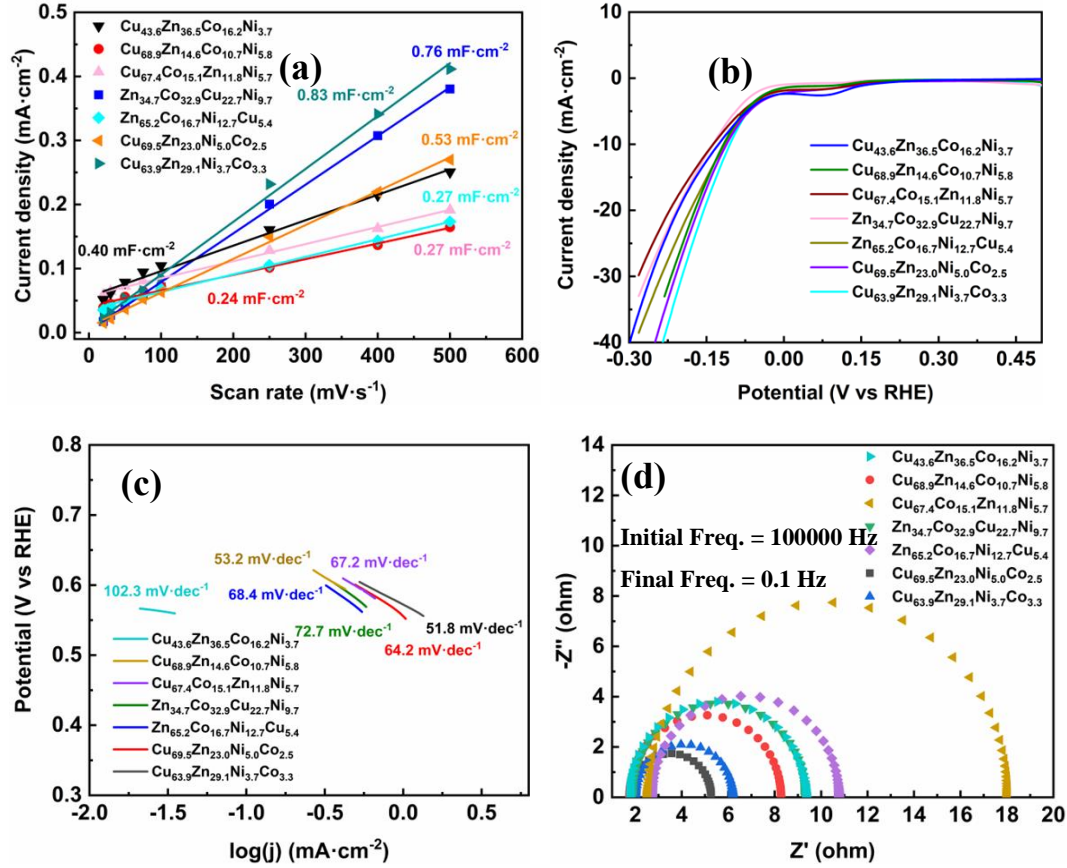 (a)
Current density (mA·cm⁻²)
0.5
0.4
0.3
0.2
0.1
0.0
Cu₄₃.₆Zn₃₆.₅Co₁₆.₂Ni₃.₇
Cu₆₈.₉Zn₁₄.₆Co₁₀.₇Ni₅.₈
Cu₆₇.₄Co₁₅.₁Zn₁₁.₈Ni₅.₇
Zn₃₄.₇Co₃₂.₉Cu₂₂.₇Ni₉.₇
Zn₆₅.₂Co₁₆.₇Ni₁₂.₇Cu₅.₄
Cu₆₉.₅Zn₂₃.₀Ni₅.₀Co₂.₅
Cu₆₃.₉Zn₂₉.₁Ni₃.₇Co₃.₃
0.76 mF·cm⁻²
0.83 mF·cm⁻²
0.53 mF·cm⁻²
0.27 mF·cm⁻²
0.40 mF·cm⁻²
0.27 mF·cm⁻²
0.24 mF·cm⁻²
0 100 200 300 400 500 600
Scan rate (mV·s⁻¹)
(b)
Current density (mA·cm⁻²)
10
0
-10
-20
-30
-40
Cu₄₃.₆Zn₃₆.₅Co₁₆.₂Ni₃.₇
Cu₆₈.₉Zn₁₄.₆Co₁₀.₇Ni₅.₈
Cu₆₇.₄Co₁₅.₁Zn₁₁.₈Ni₅.₇
Zn₃₄.₇Co₃₂.₉Cu₂₂.₇Ni₉.₇
Zn₆₅.₂Co₁₆.₇Ni₁₂.₇Cu₅.₄
Cu₆₉.₅Zn₂₃.₀Ni₅.₀Co₂.₅
Cu₆₃.₉Zn₂₉.₁Ni₃.₇Co₃.₃
-0.30 -0.15 0.00 0.15 0.30 0.45
Potential (V vs RHE)
(c)
Potential (V vs RHE)
0.8
0.7
0.6
0.5
0.4
0.3
53.2 mV·dec⁻¹
67.2 mV·dec⁻¹
102.3 mV·dec⁻¹
68.4 mV·dec⁻¹
72.7 mV·dec⁻¹
51.8 mV·dec⁻¹
64.2 mV·dec⁻¹
Cu₄₃.₆Zn₃₆.₅Co₁₆.₂Ni₃.₇
Cu₆₈.₉Zn₁₄.₆Co₁₀.₇Ni₅.₈
Cu₆₇.₄Co₁₅.₁Zn₁₁.₈Ni₅.₇
Zn₃₄.₇Co₃₂.₉Cu₂₂.₇Ni₉.₇
Zn₆₅.₂Co₁₆.₇Ni₁₂.₇Cu₅.₄
Cu₆₉.₅Zn₂₃.₀Ni₅.₀Co₂.₅
Cu₆₃.₉Zn₂₉.₁Ni₃.₇Co₃.₃
-2.0 -1.5 -1.0 -0.5 0.0 0.5 1.0
log(j) (mA·cm⁻²)
(d)
-Z" (ohm)
14
12
10
8
6
4
2
0
Cu₄₃.₆Zn₃₆.₅Co₁₆.₂Ni₃.₇
Cu₆₈.₉Zn₁₄.₆Co₁₀.₇Ni₅.₈
Cu₆₇.₄Co₁₅.₁Zn₁₁.₈Ni₅.₇
Zn₃₄.₇Co₃₂.₉Cu₂₂.₇Ni₉.₇
Zn₆₅.₂Co₁₆.₇Ni₁₂.₇Cu₅.₄
Cu₆₉.₅Zn₂₃.₀Ni₅.₀Co₂.₅
Cu₆₃.₉Zn₂₉.₁Ni₃.₇Co₃.₃
Initial Freq. = 100000 Hz
Final Freq. = 0.1 Hz
2 4 6 8 10 12 14 16 18 20
Z' (ohm)